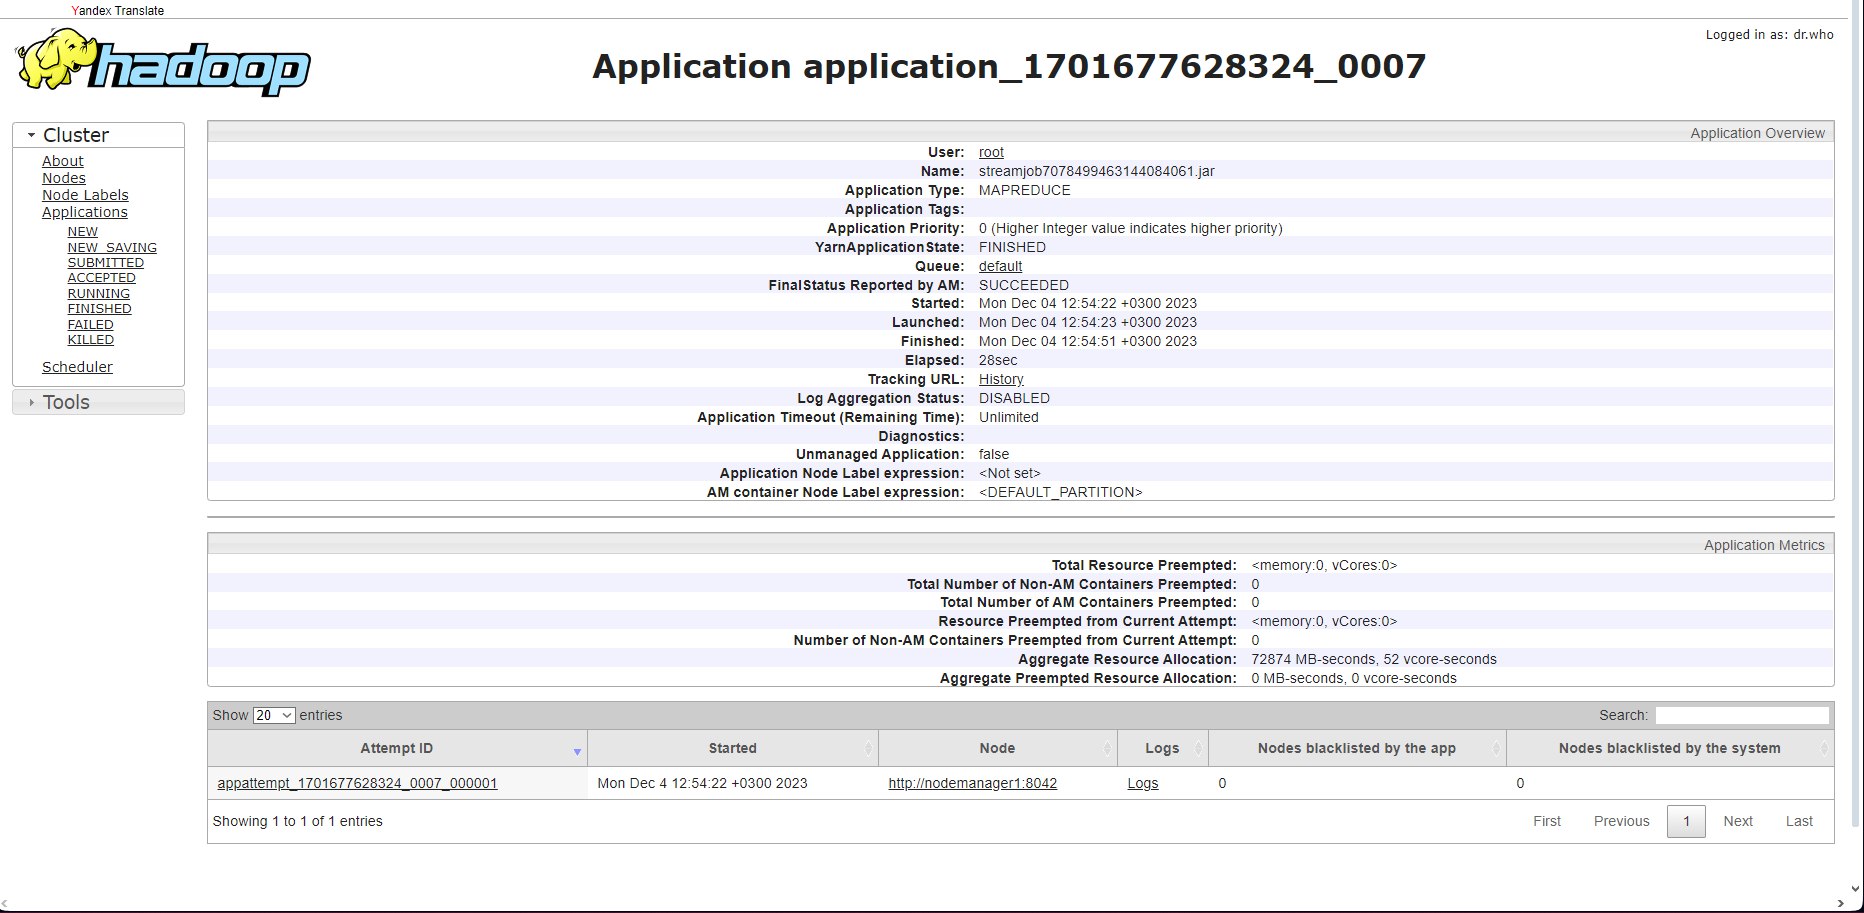 Yandex Translate
hadoop
Application application_1701677628324_0007
Logged in as: dr.who
Cluster
About
Nodes
Node Labels
Applications
NEW
NEW_SAVING
SUBMITTED
ACCEPTED
RUNNING
FINISHED
FAILED
KILLED
Scheduler
Tools
Application Overview
User: root
Name: streamjob7078499463144084061.jar
Application Type: MAPREDUCE
Application Tags:
Application Priority: 0 (Higher Integer value indicates higher priority)
YarnApplicationState: FINISHED
Queue: default
FinalStatus Reported by AM: SUCCEEDED
Started: Mon Dec 04 12:54:22 +0300 2023
Launched: Mon Dec 04 12:54:23 +0300 2023
Finished: Mon Dec 04 12:54:51 +0300 2023
Elapsed: 28sec
Tracking URL: History
Log Aggregation Status: DISABLED
Application Timeout (Remaining Time): Unlimited
Diagnostics:
Unmanaged Application: false
Application Node Label expression: <Not set>
AM container Node Label expression: <DEFAULT_PARTITION>
Application Metrics
Total Resource Preempted: <memory:0, vCores:0>
Total Number of Non-AM Containers Preempted: 0
Total Number of AM Containers Preempted: 0
Resource Preempted from Current Attempt: <memory:0, vCores:0>
Number of Non-AM Containers Preempted from Current Attempt: 0
Aggregate Resource Allocation: 72874 MB-seconds, 52 vcore-seconds
Aggregate Preempted Resource Allocation: 0 MB-seconds, 0 vcore-seconds
Show 20 entries Search:
Attempt ID Started Node Logs Nodes blacklisted by the app Nodes blacklisted by the system
appattempt_1701677628324_0007_000001 Mon Dec 4 12:54:22 +0300 2023 http://nodemanager1:8042 Logs 0 0
Showing 1 to 1 of 1 entries First Previous 1 Next Last